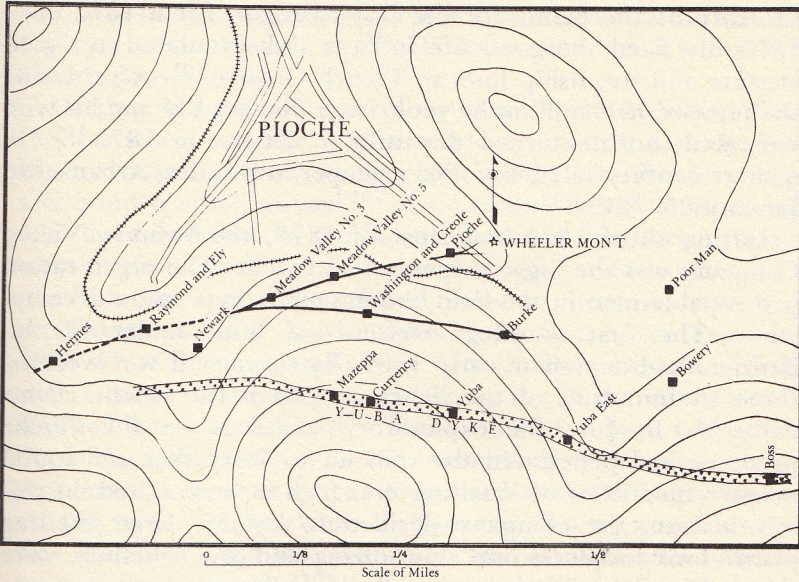 PIOCHE
Meadow Valley No. 3
Meadow Valley No. 5
Washington and Creole
Pioche
WHEELER MON'T
Poor Man
Raymond and Ely
Hermes
Newark
Burke
Mazeppa
Currency
Yuba
Yuba East
Bowery
Boss
Y-U-B A D Y K E
0 1/8 1/4 1/2
Scale of Miles